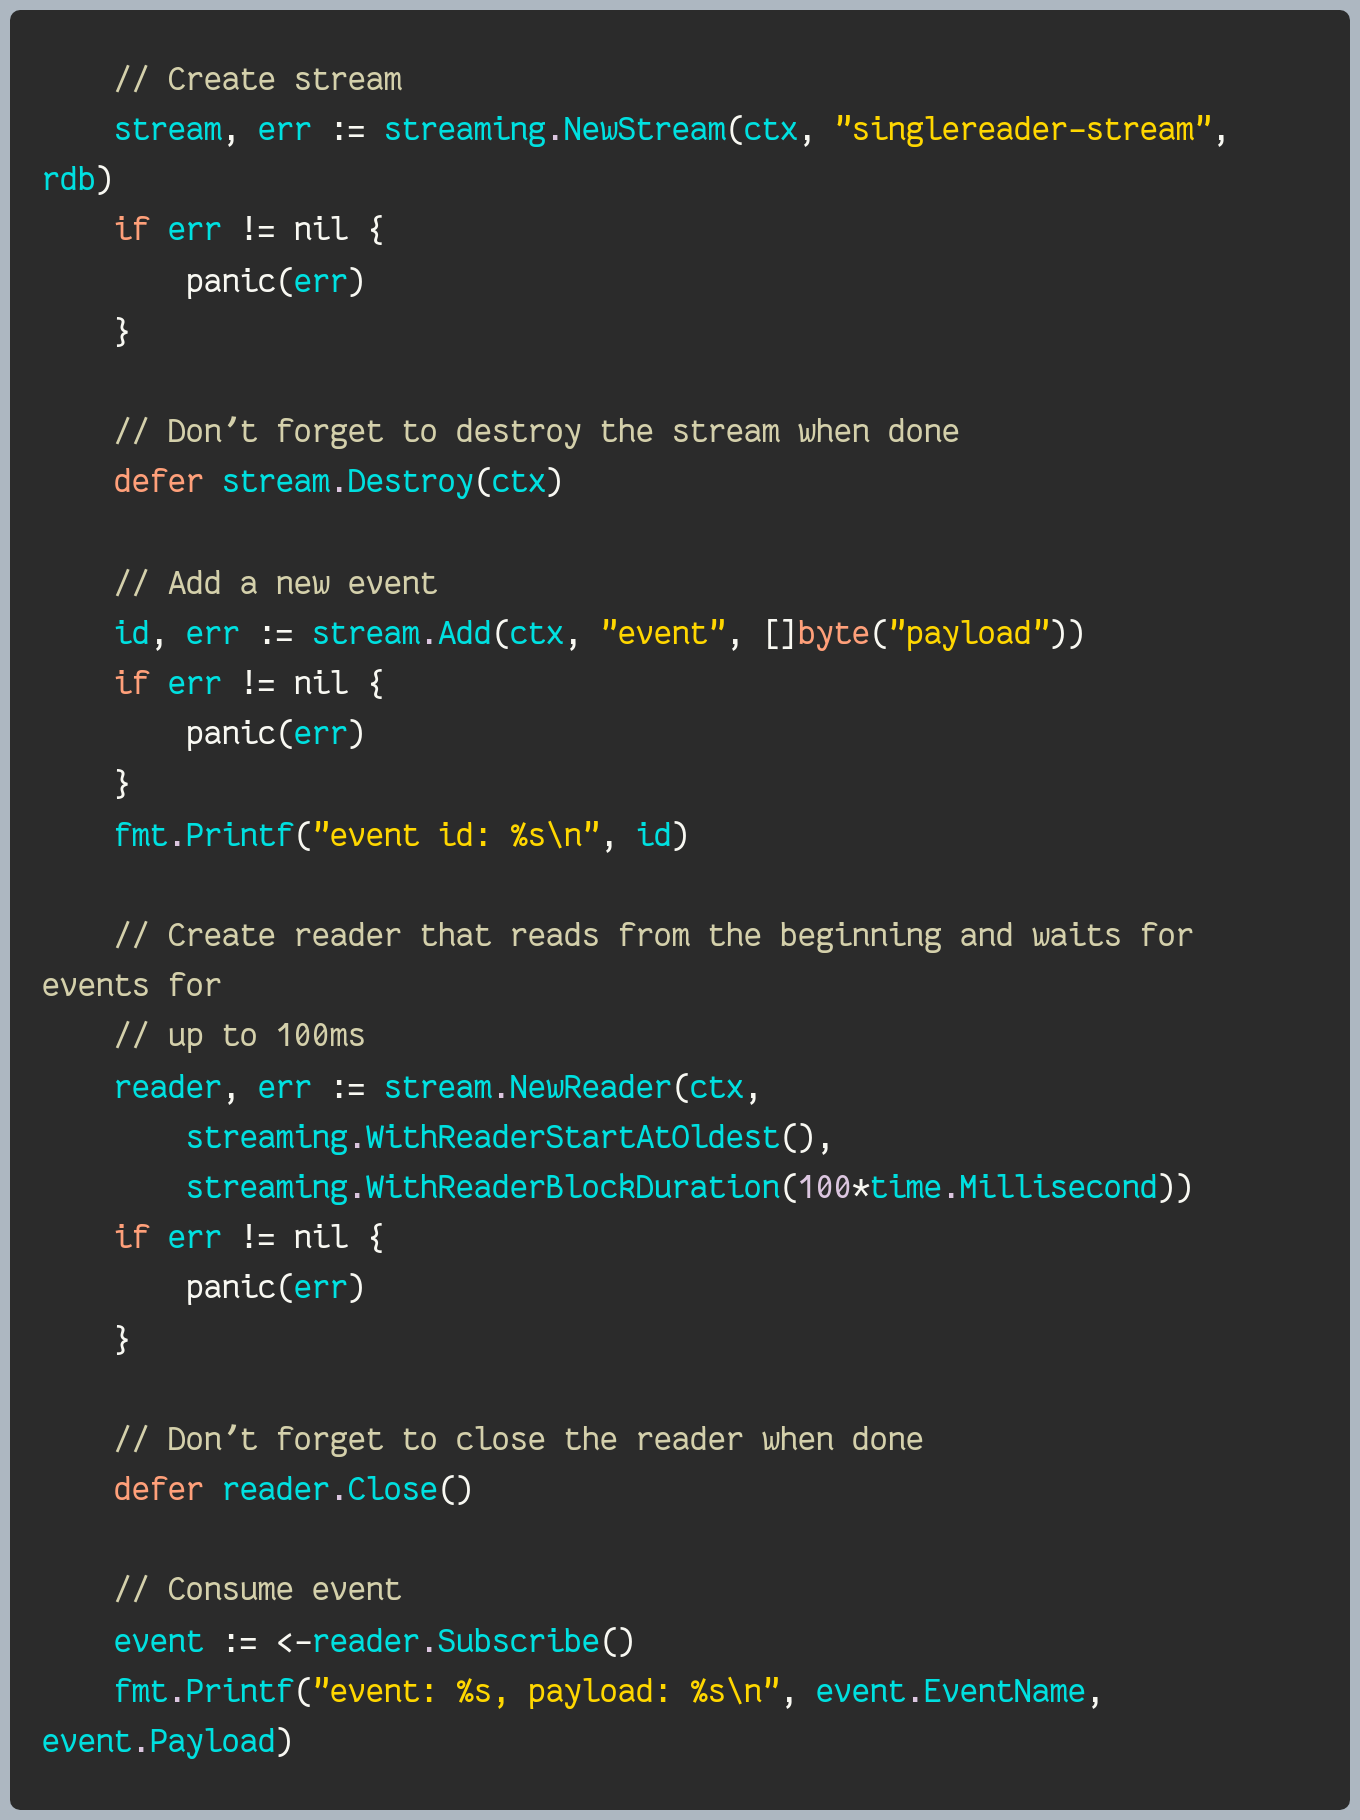 // Create stream
    stream, err := streaming.NewStream(ctx, "singlereader-stream",
rdb)
    if err != nil {
        panic(err)
    }

    // Don't forget to destroy the stream when done
    defer stream.Destroy(ctx)

    // Add a new event
    id, err := stream.Add(ctx, "event", []byte("payload"))
    if err != nil {
        panic(err)
    }
    fmt.Printf("event id: %s\n", id)

    // Create reader that reads from the beginning and waits for
events for
    // up to 100ms
    reader, err := stream.NewReader(ctx,
        streaming.WithReaderStartAtOldest(),
        streaming.WithReaderBlockDuration(100*time.Millisecond))
    if err != nil {
        panic(err)
    }

    // Don't forget to close the reader when done
    defer reader.Close()

    // Consume event
    event := <-reader.Subscribe()
    fmt.Printf("event: %s, payload: %s\n", event.EventName,
event.Payload)